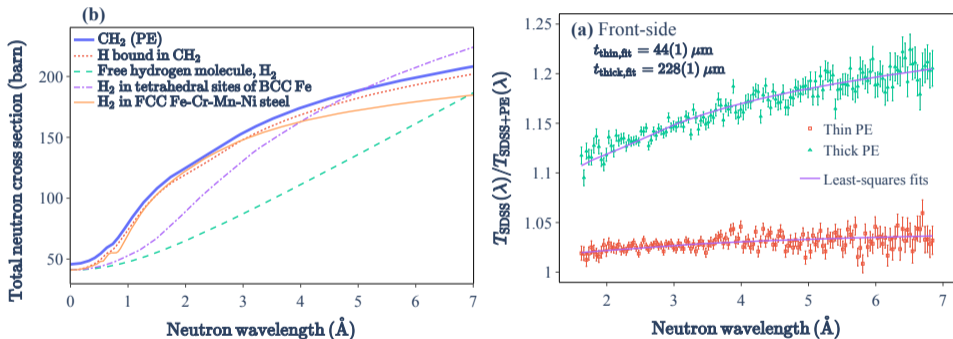 (b)
CH₂ (PE)
H bound in CH₂
Free hydrogen molecule, H₂
H₂ in tetrahedral sites of BCC Fe
H₂ in FCC Fe-Cr-Mn-Ni steel
Total neutron cross section (barn)
200
150
100
50
0 1 2 3 4 5 6 7
Neutron wavelength (Å)
(a) Front-side
t_thin,fit = 44(1) μm
t_thick,fit = 228(1) μm
Thin PE
Thick PE
Least-squares fits
T_SDSS(λ)/T_SDSS+PE(λ)
1.25
1.2
1.15
1.1
1.05
1
2 3 4 5 6 7
Neutron wavelength (Å)